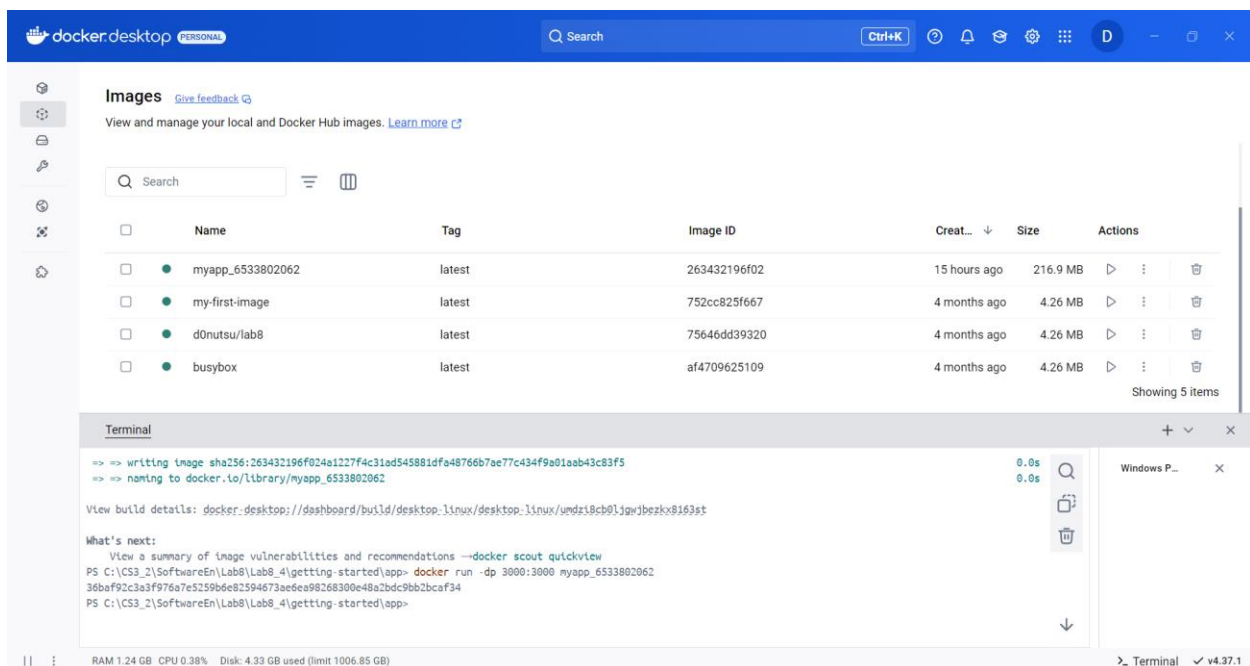 docker.desktop PERSONAL Search Ctrl+K D
Images Give feedback
View and manage your local and Docker Hub images. Learn more
Search
Name Tag Image ID Creat... Size Actions
myapp_6533802062 latest 263432196f02 15 hours ago 216.9 MB
my-first-image latest 752cc825f667 4 months ago 4.26 MB
d0nutsu/lab8 latest 75646dd39320 4 months ago 4.26 MB
busybox latest af4709625109 4 months ago 4.26 MB
Showing 5 items
Terminal
=> => writing image sha256:263432196f024a1227f4c31ad545881dfa48766b7ae77c434f9a01aab43c83f5 0.0s
=> => naming to docker.io/library/myapp_6533802062 0.0s
Windows P...
View build details: docker-desktop://dashboard/build/desktop-linux/desktop-linux/umdzi8cb0ljgwjbezkx8163st
What's next:
View a summary of image vulnerabilities and recommendations → docker scout quickview
PS C:\CS3_2\SoftwareEn\Lab8\Lab8_4\getting-started\app> docker run -dp 3000:3000 myapp_6533802062
36baf92c3a3f976a7e5259b6e82594673ae6ea98268300e48a2bdc9bb2bcaf34
PS C:\CS3_2\SoftwareEn\Lab8\Lab8_4\getting-started\app>
RAM 1.24 GB CPU 0.38% Disk: 4.33 GB used (limit 1006.85 GB) Terminal v4.37.1